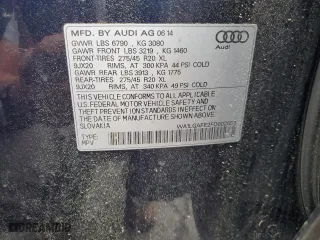 MFD. BY AUDI AG 06 14
GVWR LBS 6790 , KG 3080
GAWR FRONT LBS 3219 , KG 1460
FRONT-TIRES 275/45 R20 XL
9JX20 RIMS, AT 300 KPA 44 PSI COLD
GAWR REAR LBS 3913 , KG 1775
REAR-TIRES 275/45 R20 XL
9JX20 RIMS, AT 340 KPA 49 PSI COLD
THIS VEHICLE CONFORMS TO ALL APPLICABLE
U.S. FEDERAL MOTOR VEHICLE SAFETY STANDARDS
IN EFFECT ON THE DATE OF MANUFACTURE
SHOWN ABOVE.
SLOVAKIA
TYPE:
MPV
Audi